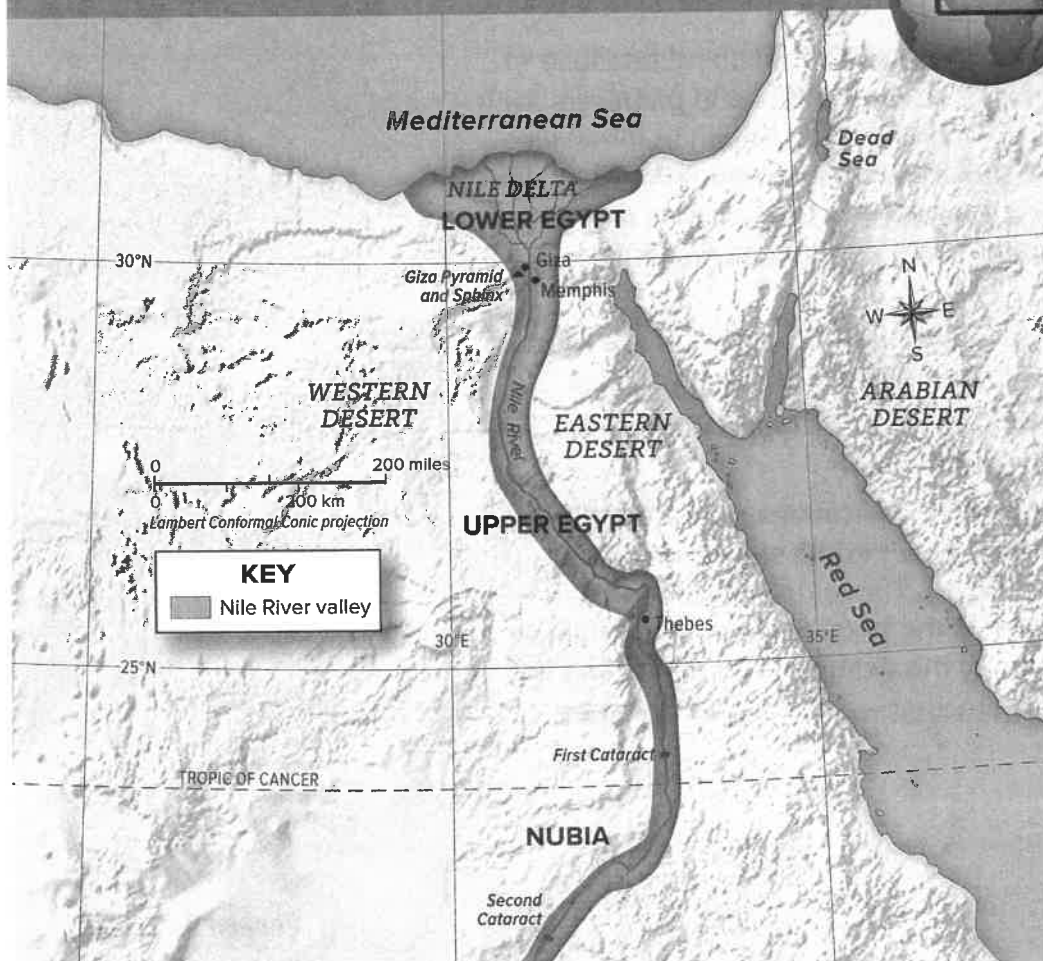 Mediterranean Sea
Dead
Sea
NILE DELTA
LOWER EGYPT
30°N
Giza
Giza Pyramid
and Sphinx
Memphis
N
W
E
S
WESTERN
DESERT
Nile River
EASTERN
DESERT
ARABIAN
DESERT
0
200 miles
0
200 km
Lambert Conformal Conic projection
UPPER EGYPT
KEY
Nile River valley
Red Sea
Thebes
30°E
35°E
25°N
First Cataract
TROPIC OF CANCER
NUBIA
Second
Cataract